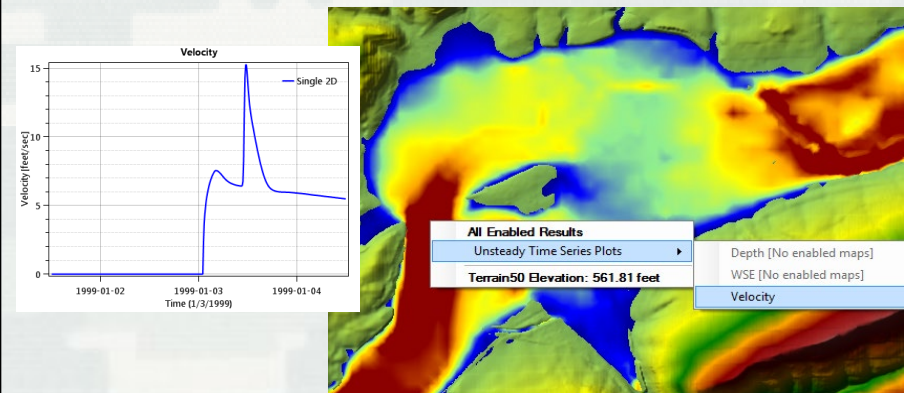 Velocity
Single 2D
15
10
5
0
Velocity (feet/sec)
1999-01-02
1999-01-03
1999-01-04
Time (1/3/1999)
All Enabled Results
Unsteady Time Series Plots
Terrain50 Elevation: 561.81 feet
Depth [No enabled maps]
WSE [No enabled maps]
Velocity